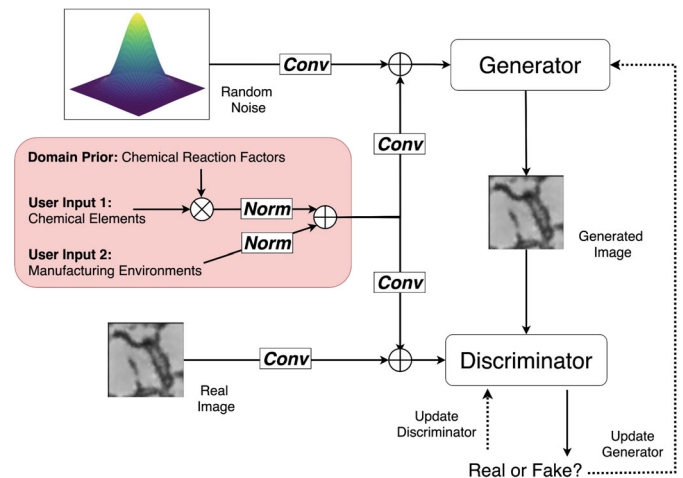 Conv
Generator
Random
Noise
Conv
Domain Prior: Chemical Reaction Factors
User Input 1:
Chemical Elements
Norm
Norm
User Input 2:
Manufacturing Environments
Generated
Image
Conv
Conv
Discriminator
Real
Image
Update
Discriminator
Update
Generator
Real or Fake?